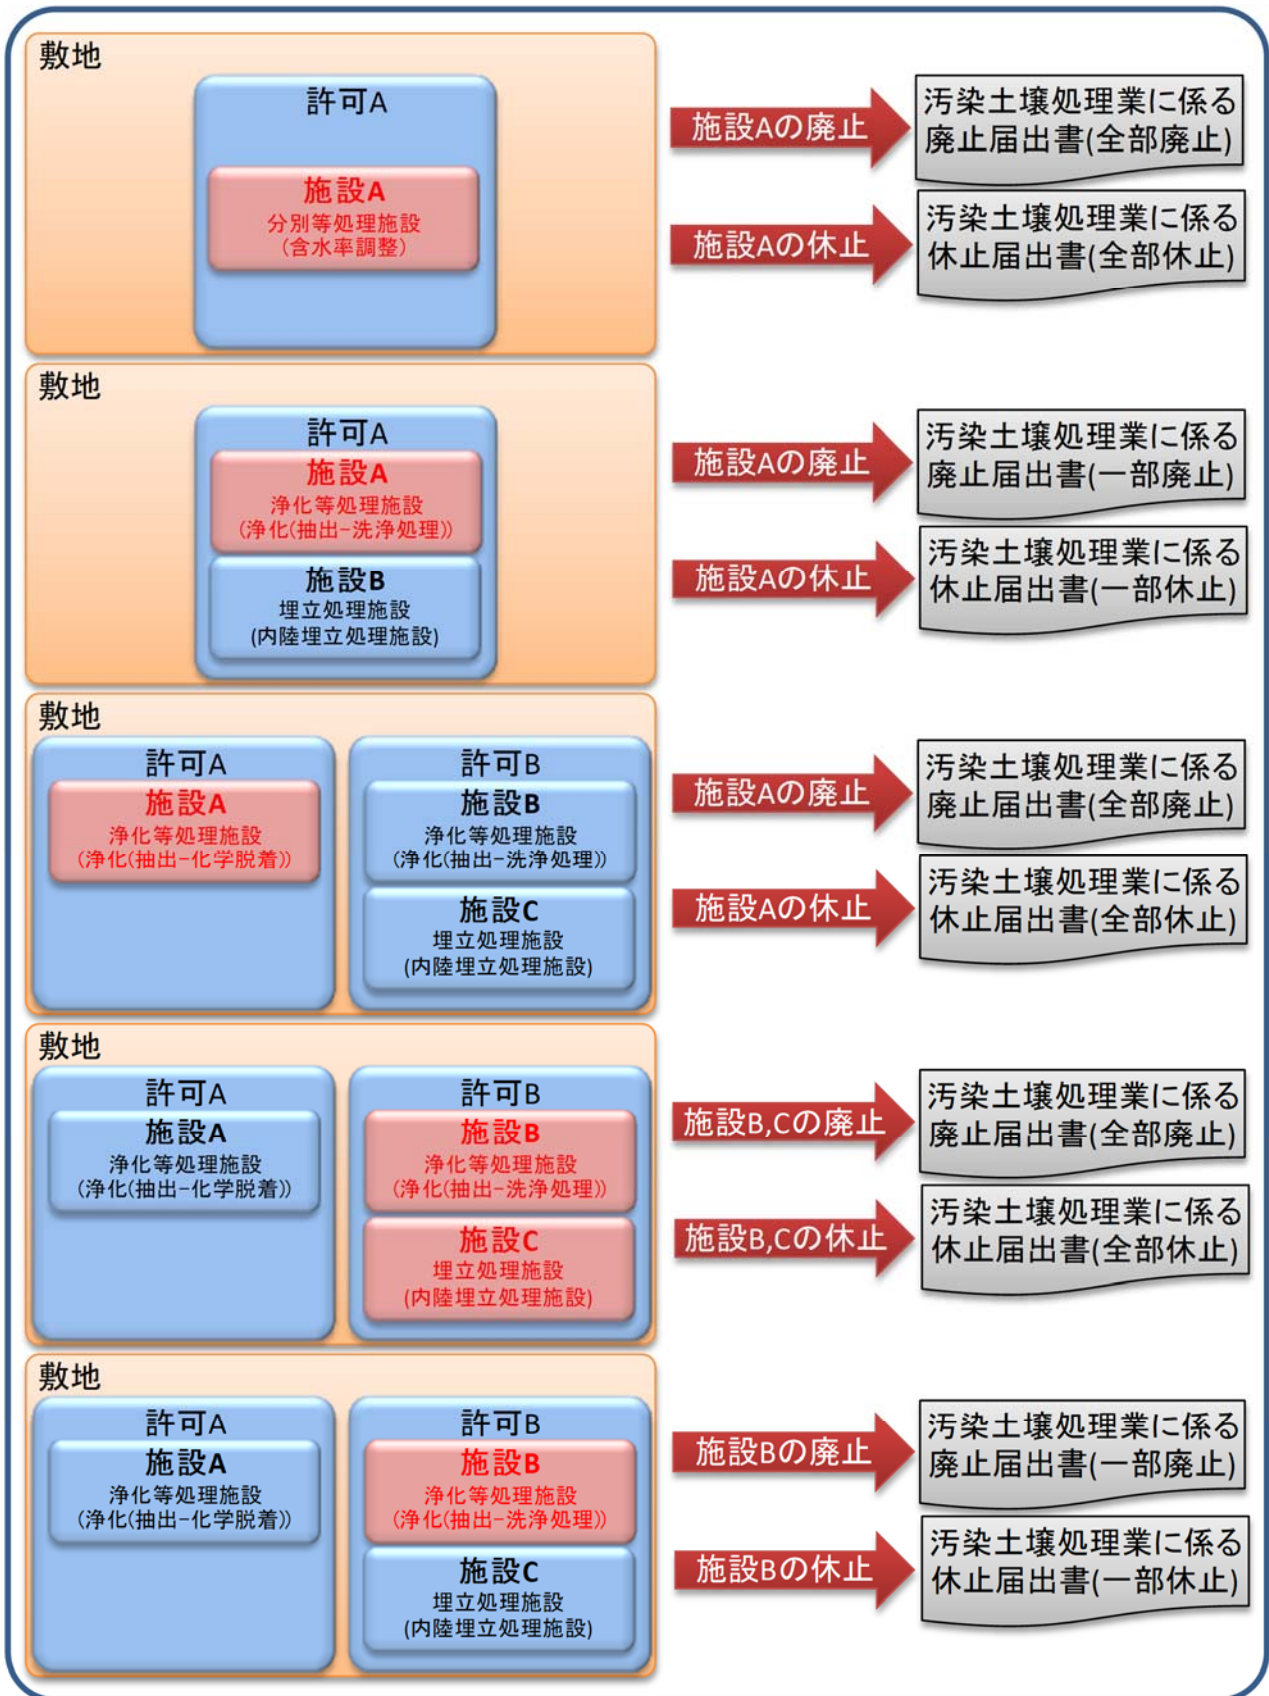 敷地
許可A
施設A
分別等処理施設
(含水率調整)
施設Aの廃止
汚染土壌処理業に係る
廃止届出書(全部廃止)
施設Aの休止
汚染土壌処理業に係る
休止届出書(全部休止)
敷地
許可A
施設A
浄化等処理施設
(浄化(抽出-洗浄処理))
施設B
埋立処理施設
(内陸埋立処理施設)
施設Aの廃止
汚染土壌処理業に係る
廃止届出書(一部廃止)
施設Aの休止
汚染土壌処理業に係る
休止届出書(一部休止)
敷地
許可A
施設A
浄化等処理施設
(浄化(抽出-化学脱着))
許可B
施設B
浄化等処理施設
(浄化(抽出-洗浄処理))
施設C
埋立処理施設
(内陸埋立処理施設)
施設Aの廃止
汚染土壌処理業に係る
廃止届出書(全部廃止)
施設Aの休止
汚染土壌処理業に係る
休止届出書(全部休止)
敷地
許可A
施設A
浄化等処理施設
(浄化(抽出-化学脱着))
許可B
施設B
浄化等処理施設
(浄化(抽出-洗浄処理))
施設C
埋立処理施設
(内陸埋立処理施設)
施設B,Cの廃止
汚染土壌処理業に係る
廃止届出書(全部廃止)
施設B,Cの休止
汚染土壌処理業に係る
休止届出書(全部休止)
敷地
許可A
施設A
浄化等処理施設
(浄化(抽出-化学脱着))
許可B
施設B
浄化等処理施設
(浄化(抽出-洗浄処理))
施設C
埋立処理施設
(内陸埋立処理施設)
施設Bの廃止
汚染土壌処理業に係る
廃止届出書(一部廃止)
施設Bの休止
汚染土壌処理業に係る
休止届出書(一部休止)